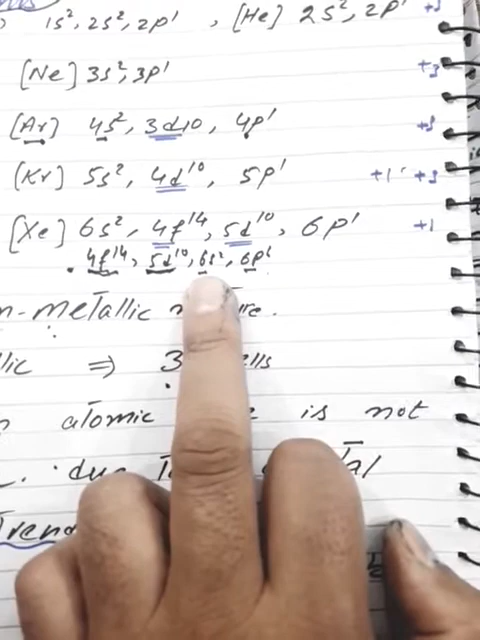 1s², 2s², 2p¹ , [He] 2s², 2p¹ +3
[Ne] 3s², 3p¹ +3
[Ar] 4s², 3d10, 4p¹ +3
[Kr] 5s², 4d¹⁰, 5p¹ +1 +3
[Xe] 6s², 4f¹⁴, 5d¹⁰, 6p¹ +1
4f¹⁴, 5d¹⁰, 6s², 6p¹
n-metallic
lic ⇒ 3
atomic is not
due
Trend